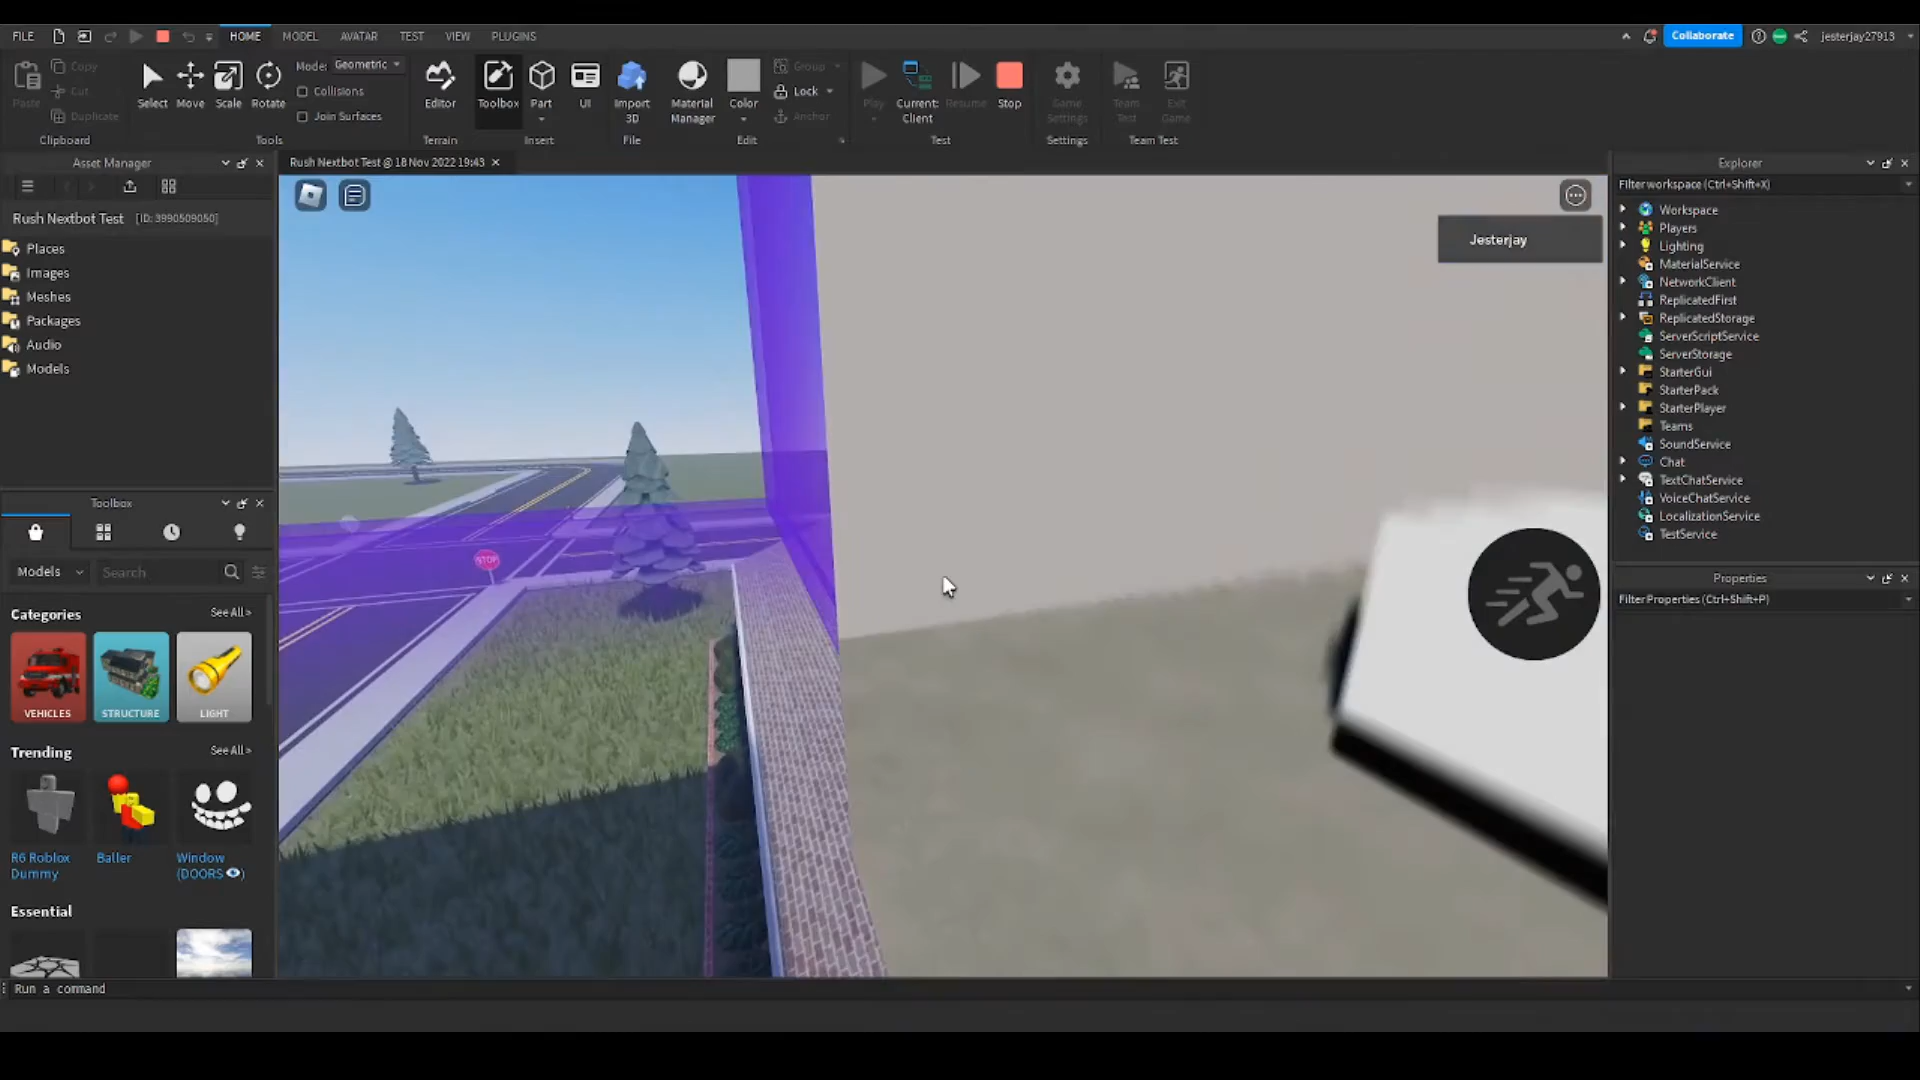 FILE HOME MODEL AVATAR TEST VIEW PLUGINS Collaborate jesterjay27913
Paste Copy Cut Duplicate Clipboard
Select Move Scale Rotate Mode: Geometric Collisions Join Surfaces Tools
Editor Terrain
Toolbox Part UI Insert
Import 3D File
Material Manager Color Group Lock Anchor Edit
Play Current: Client Resume Stop Test
Game Settings Settings
Team Test Exit Game Team Test
Asset Manager
Rush Nextbot Test @ 18 Nov 2022 19:43
Rush Nextbot Test [ID: 3990509050]
Places
Images
Meshes
Packages
Audio
Models
Toolbox
Models Search
Categories See All >
VEHICLES STRUCTURE LIGHT
Trending See All >
R6 Roblox Dummy
Baller
Window (DOORS )
Essential
Run a command
STOP
Jesterjay
Explorer
Filter workspace (Ctrl+Shift+X)
Workspace
Players
Lighting
MaterialService
NetworkClient
ReplicatedFirst
ReplicatedStorage
ServerScriptService
ServerStorage
StarterGui
StarterPack
StarterPlayer
Teams
SoundService
Chat
TextChatService
VoiceChatService
LocalizationService
TestService
Properties
Filter Properties (Ctrl+Shift+P)